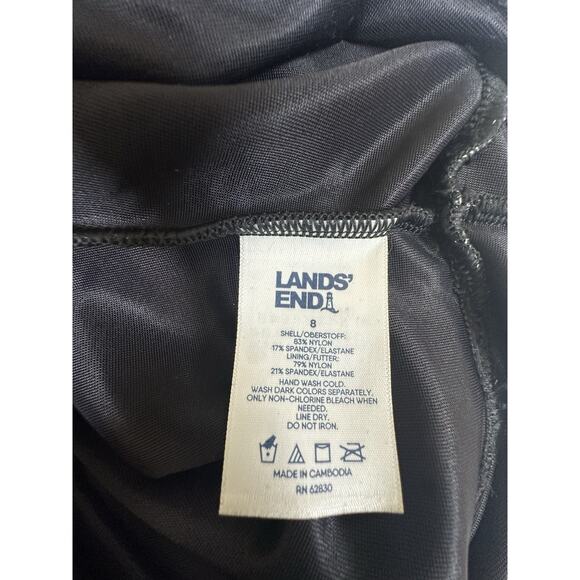 LANDS'
END
8
SHELL/OBERSTOFF:
83% NYLON
17% SPANDEX/ELASTANE
LINING/FUTTER:
79% NYLON
21% SPANDEX/ELASTANE
HAND WASH COLD.
WASH DARK COLORS SEPARATELY.
ONLY NON-CHLORINE BLEACH WHEN
NEEDED.
LINE DRY.
DO NOT IRON.
MADE IN CAMBODIA
RN 62830